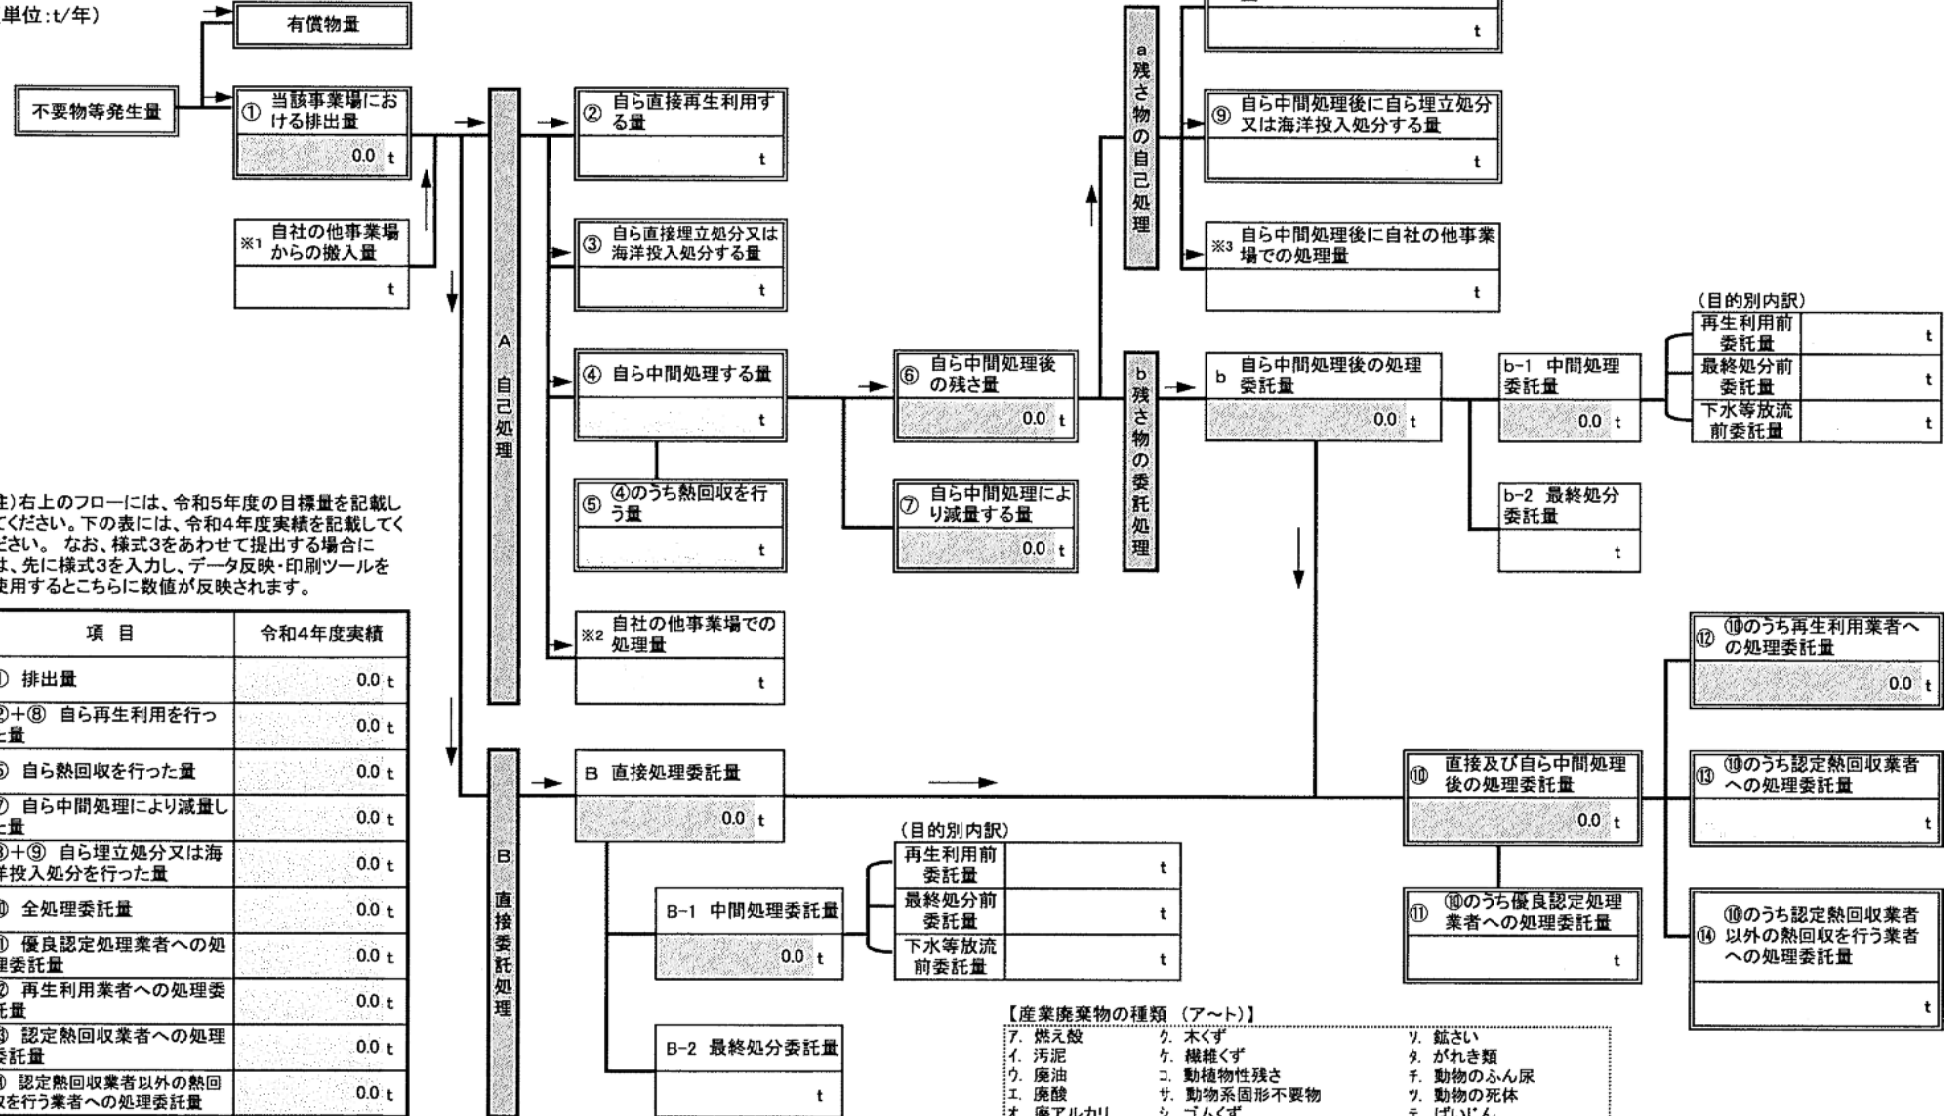 単位:t/年)
有償物量
不要物等発生量
① 当該事業場にお
ける排出量
0.0 t
※1 自社の他事業場
からの搬入量
t
A 自己処理
② 自ら直接再生利用す
る量
t
③ 自ら直接埋立処分又は
海洋投入処分する量
t
④ 自ら中間処理する量
t
⑤ ④のうち熱回収を行
う量
t
※2 自社の他事業場での
処理量
t
⑥ 自ら中間処理後
の残さ量
0.0 t
⑦ 自ら中間処理によ
り減量する量
0.0 t
a 残さ物の自己処理
t
⑨ 自ら中間処理後に自ら埋立処分
又は海洋投入処分する量
t
※3 自ら中間処理後に自社の他事業
場での処理量
t
b 残さ物の委託処理
b 自ら中間処理後の処理
委託量
0.0 t
b-1 中間処理
委託量
0.0 t
(目的別内訳)
再生利用前
委託量 t
最終処分前
委託量 t
下水等放流
前委託量 t
b-2 最終処分
委託量
t
注)右上のフローには、令和5年度の目標量を記載し
てください。下の表には、令和4年度実績を記載してく
ださい。 なお、様式3をあわせて提出する場合に
は、先に様式3を入力し、データ反映・印刷ツールを
使用するとこちらに数値が反映されます。
項 目 令和4年度実績
① 排出量 0.0 t
②+⑧ 自ら再生利用を行っ
た量 0.0 t
⑤ 自ら熱回収を行った量 0.0 t
⑦ 自ら中間処理により減量し
た量 0.0 t
③+⑨ 自ら埋立処分又は海
洋投入処分を行った量 0.0 t
⑩ 全処理委託量 0.0 t
⑪ 優良認定処理業者への処
理委託量 0.0 t
⑫ 再生利用業者への処理委
託量 0.0 t
⑬ 認定熱回収業者への処理
委託量 0.0 t
⑭ 認定熱回収業者以外の熱回
収を行う業者への処理委託量 0.0 t
B 直接委託処理
B 直接処理委託量
0.0 t
B-1 中間処理委託量
0.0 t
(目的別内訳)
再生利用前
委託量 t
最終処分前
委託量 t
下水等放流
前委託量 t
B-2 最終処分委託量
t
⑩ 直接及び自ら中間処理
後の処理委託量
0.0 t
⑪ ⑩のうち優良認定処理
業者への処理委託量
t
⑫ ⑩のうち再生利用業者へ
の処理委託量
0.0 t
⑬ ⑩のうち認定熱回収業者
への処理委託量
t
⑭ ⑩のうち認定熱回収業者
以外の熱回収を行う業者
への処理委託量
t
【産業廃棄物の種類 (ア~ト)】
ア. 燃え殻 ク. 木くず ソ. 鉱さい
イ. 汚泥 ケ. 繊維くず タ. がれき類
ウ. 廃油 コ. 動植物性残さ チ. 動物のふん尿
エ. 廃酸 サ. 動物系固形不要物 ツ. 動物の死体
オ. 廃アルカリ シ. ゴムくず テ. ばいじん